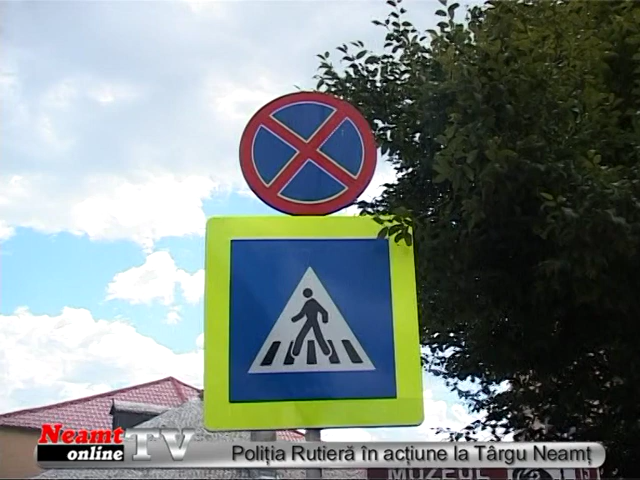 Neamt
online
TV
Poliția Rutieră în acțiune la Târgu Neamț
MUZEUL